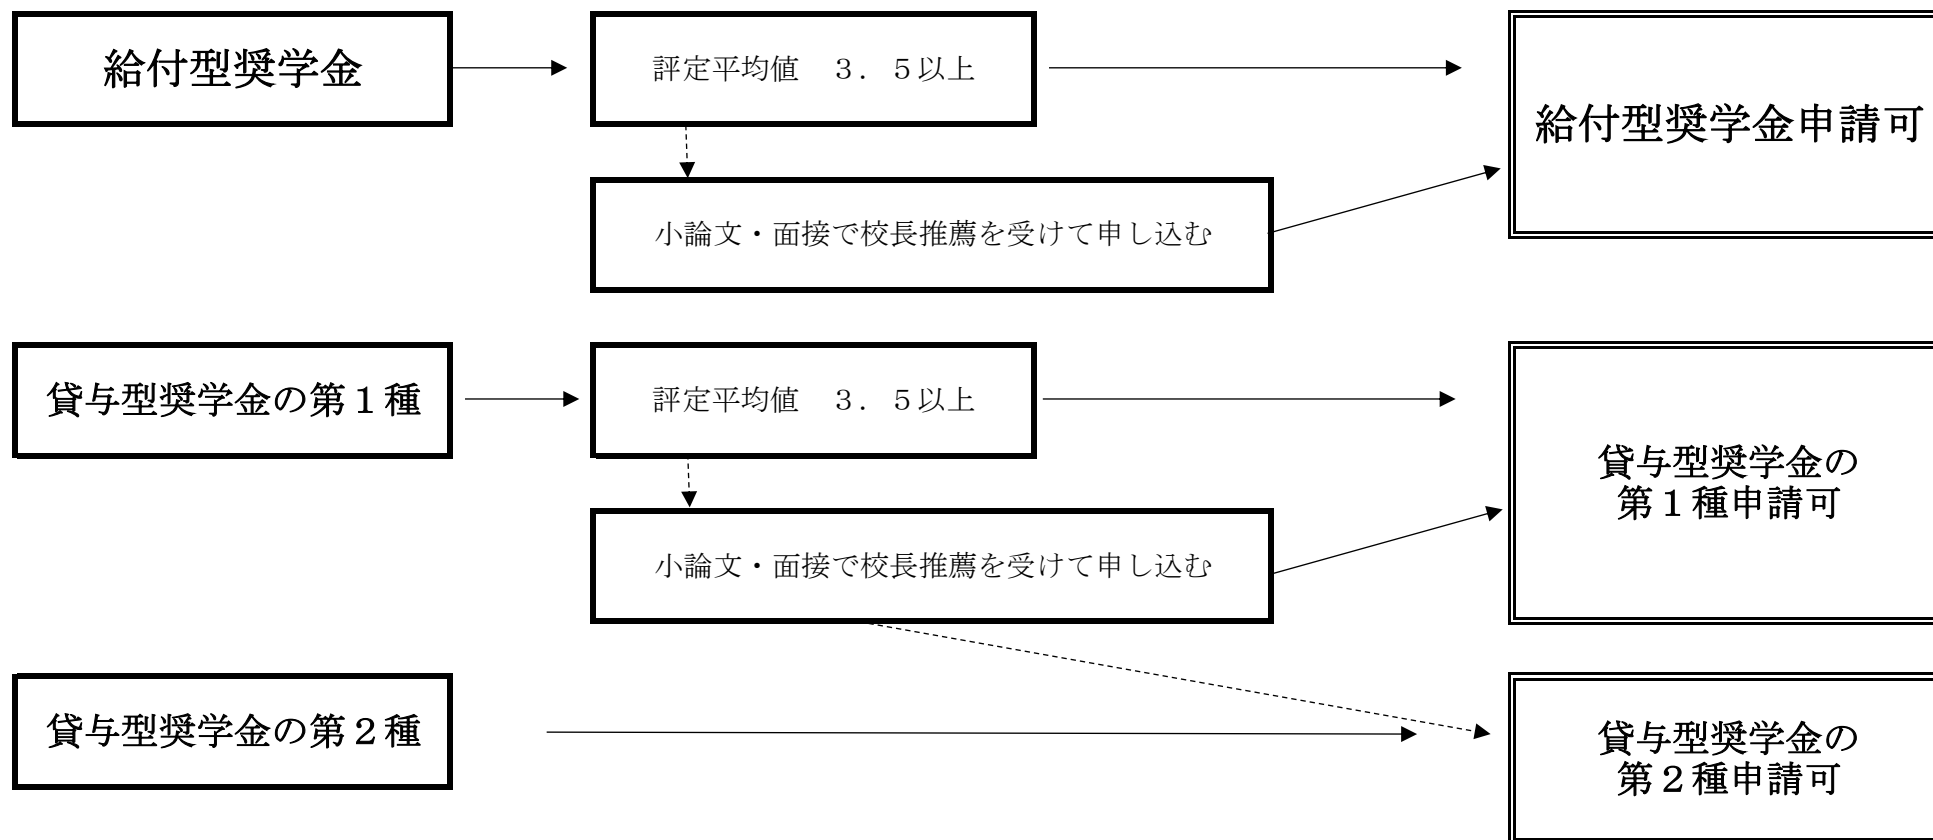 給付型奨学金
評定平均値　３．５以上
給付型奨学金申請可
小論文・面接で校長推薦を受けて申し込む
貸与型奨学金の第１種
評定平均値　３．５以上
貸与型奨学金の
第１種申請可
小論文・面接で校長推薦を受けて申し込む
貸与型奨学金の第２種
貸与型奨学金の
第２種申請可